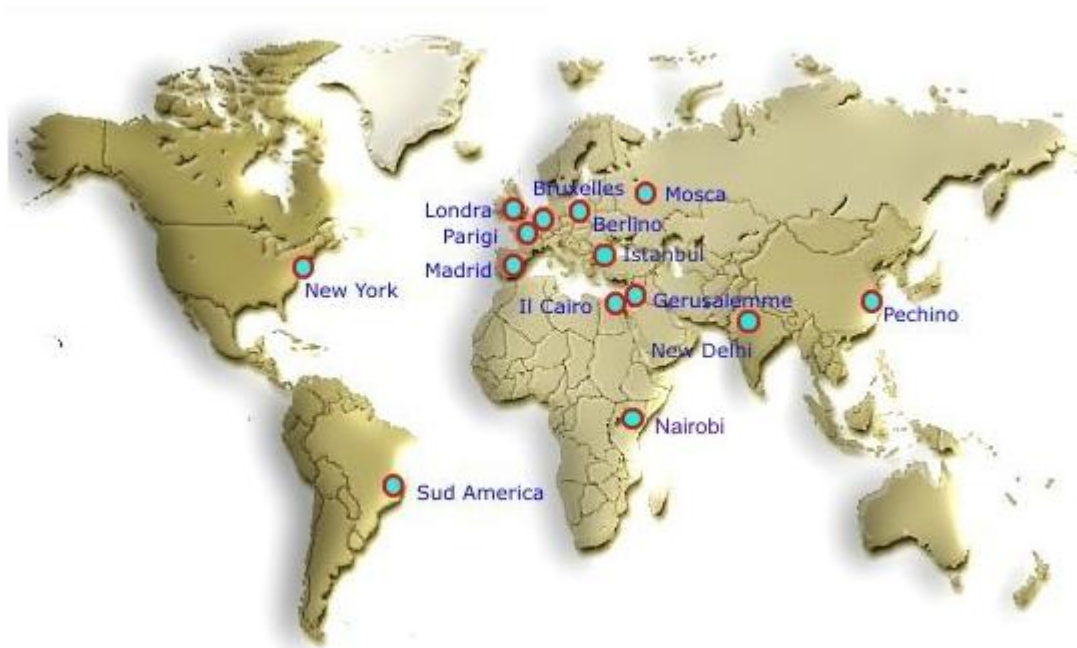 Bruxelles
Mosca
Londra
Berlino
Parigi
Istanbul
Madrid
New York
Il Cairo
Gerusalemme
Pechino
New Delhi
Nairobi
Sud America